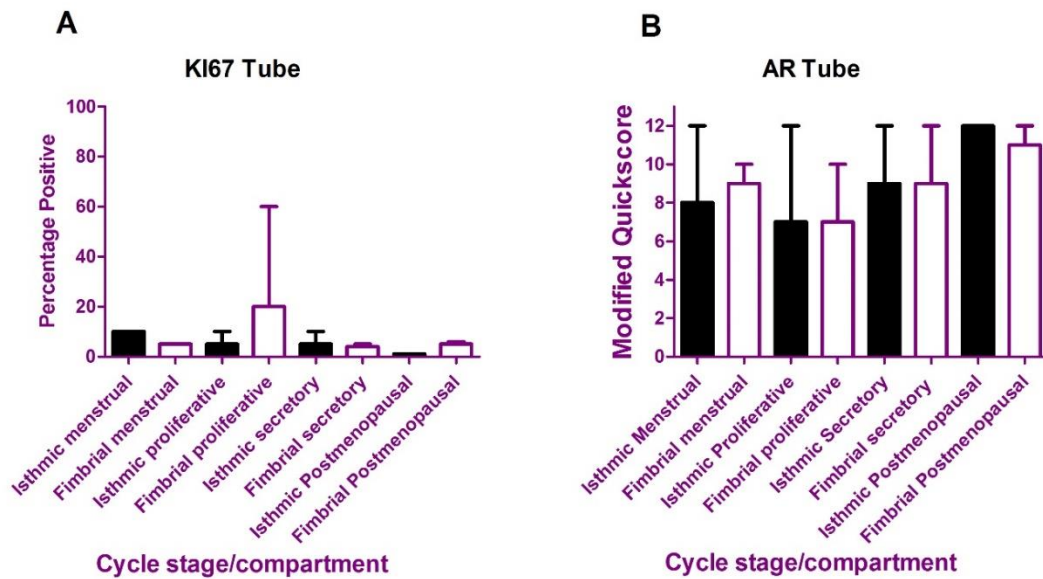 A
KI67 Tube
Percentage Positive
100
80
60
40
20
0
Isthmic menstrual
Fimbrial menstrual
Isthmic proliferative
Fimbrial proliferative
Isthmic secretory
Fimbrial secretory
Isthmic Postmenopausal
Fimbrial Postmenopausal
Cycle stage/compartment
B
AR Tube
Modified Quickscore
12
10
8
6
4
2
0
Isthmic Menstrual
Fimbrial menstrual
Isthmic Proliferative
Fimbrial proliferative
Isthmic Secretory
Fimbrial secretory
Isthmic Postmenopausal
Fimbrial Postmenopausal
Cycle stage/compartment